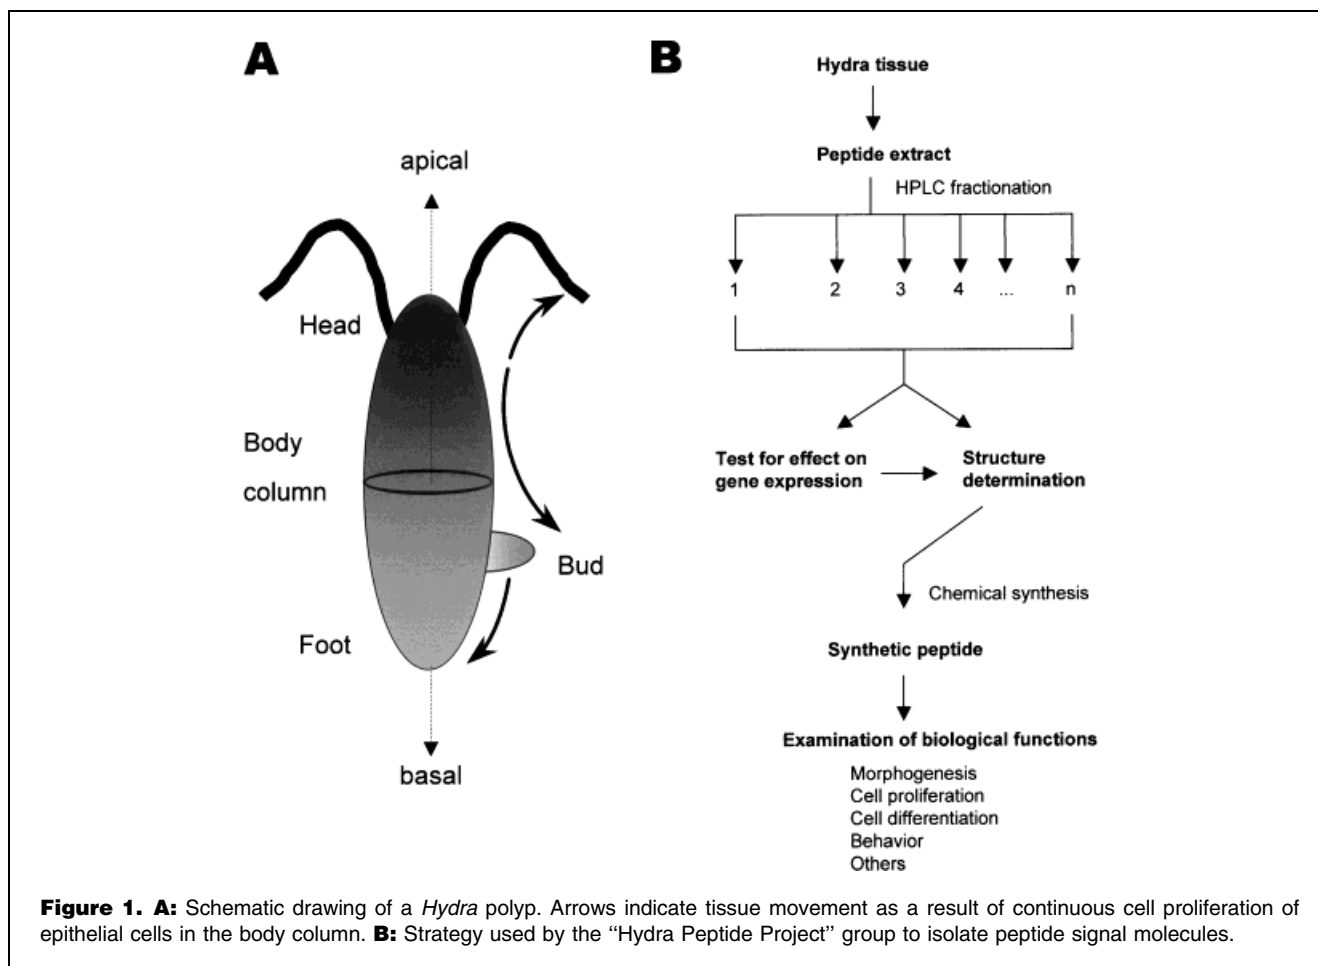 A
apical
Head
Body
column
Bud
Foot
basal
B
Hydra tissue
Peptide extract
HPLC fractionation
1 2 3 4 ... n
Test for effect on
gene expression
Structure
determination
Chemical synthesis
Synthetic peptide
Examination of biological functions
Morphogenesis
Cell proliferation
Cell differentiation
Behavior
Others
Figure 1. A: Schematic drawing of a Hydra polyp. Arrows indicate tissue movement as a result of continuous cell proliferation of
epithelial cells in the body column. B: Strategy used by the “Hydra Peptide Project” group to isolate peptide signal molecules.